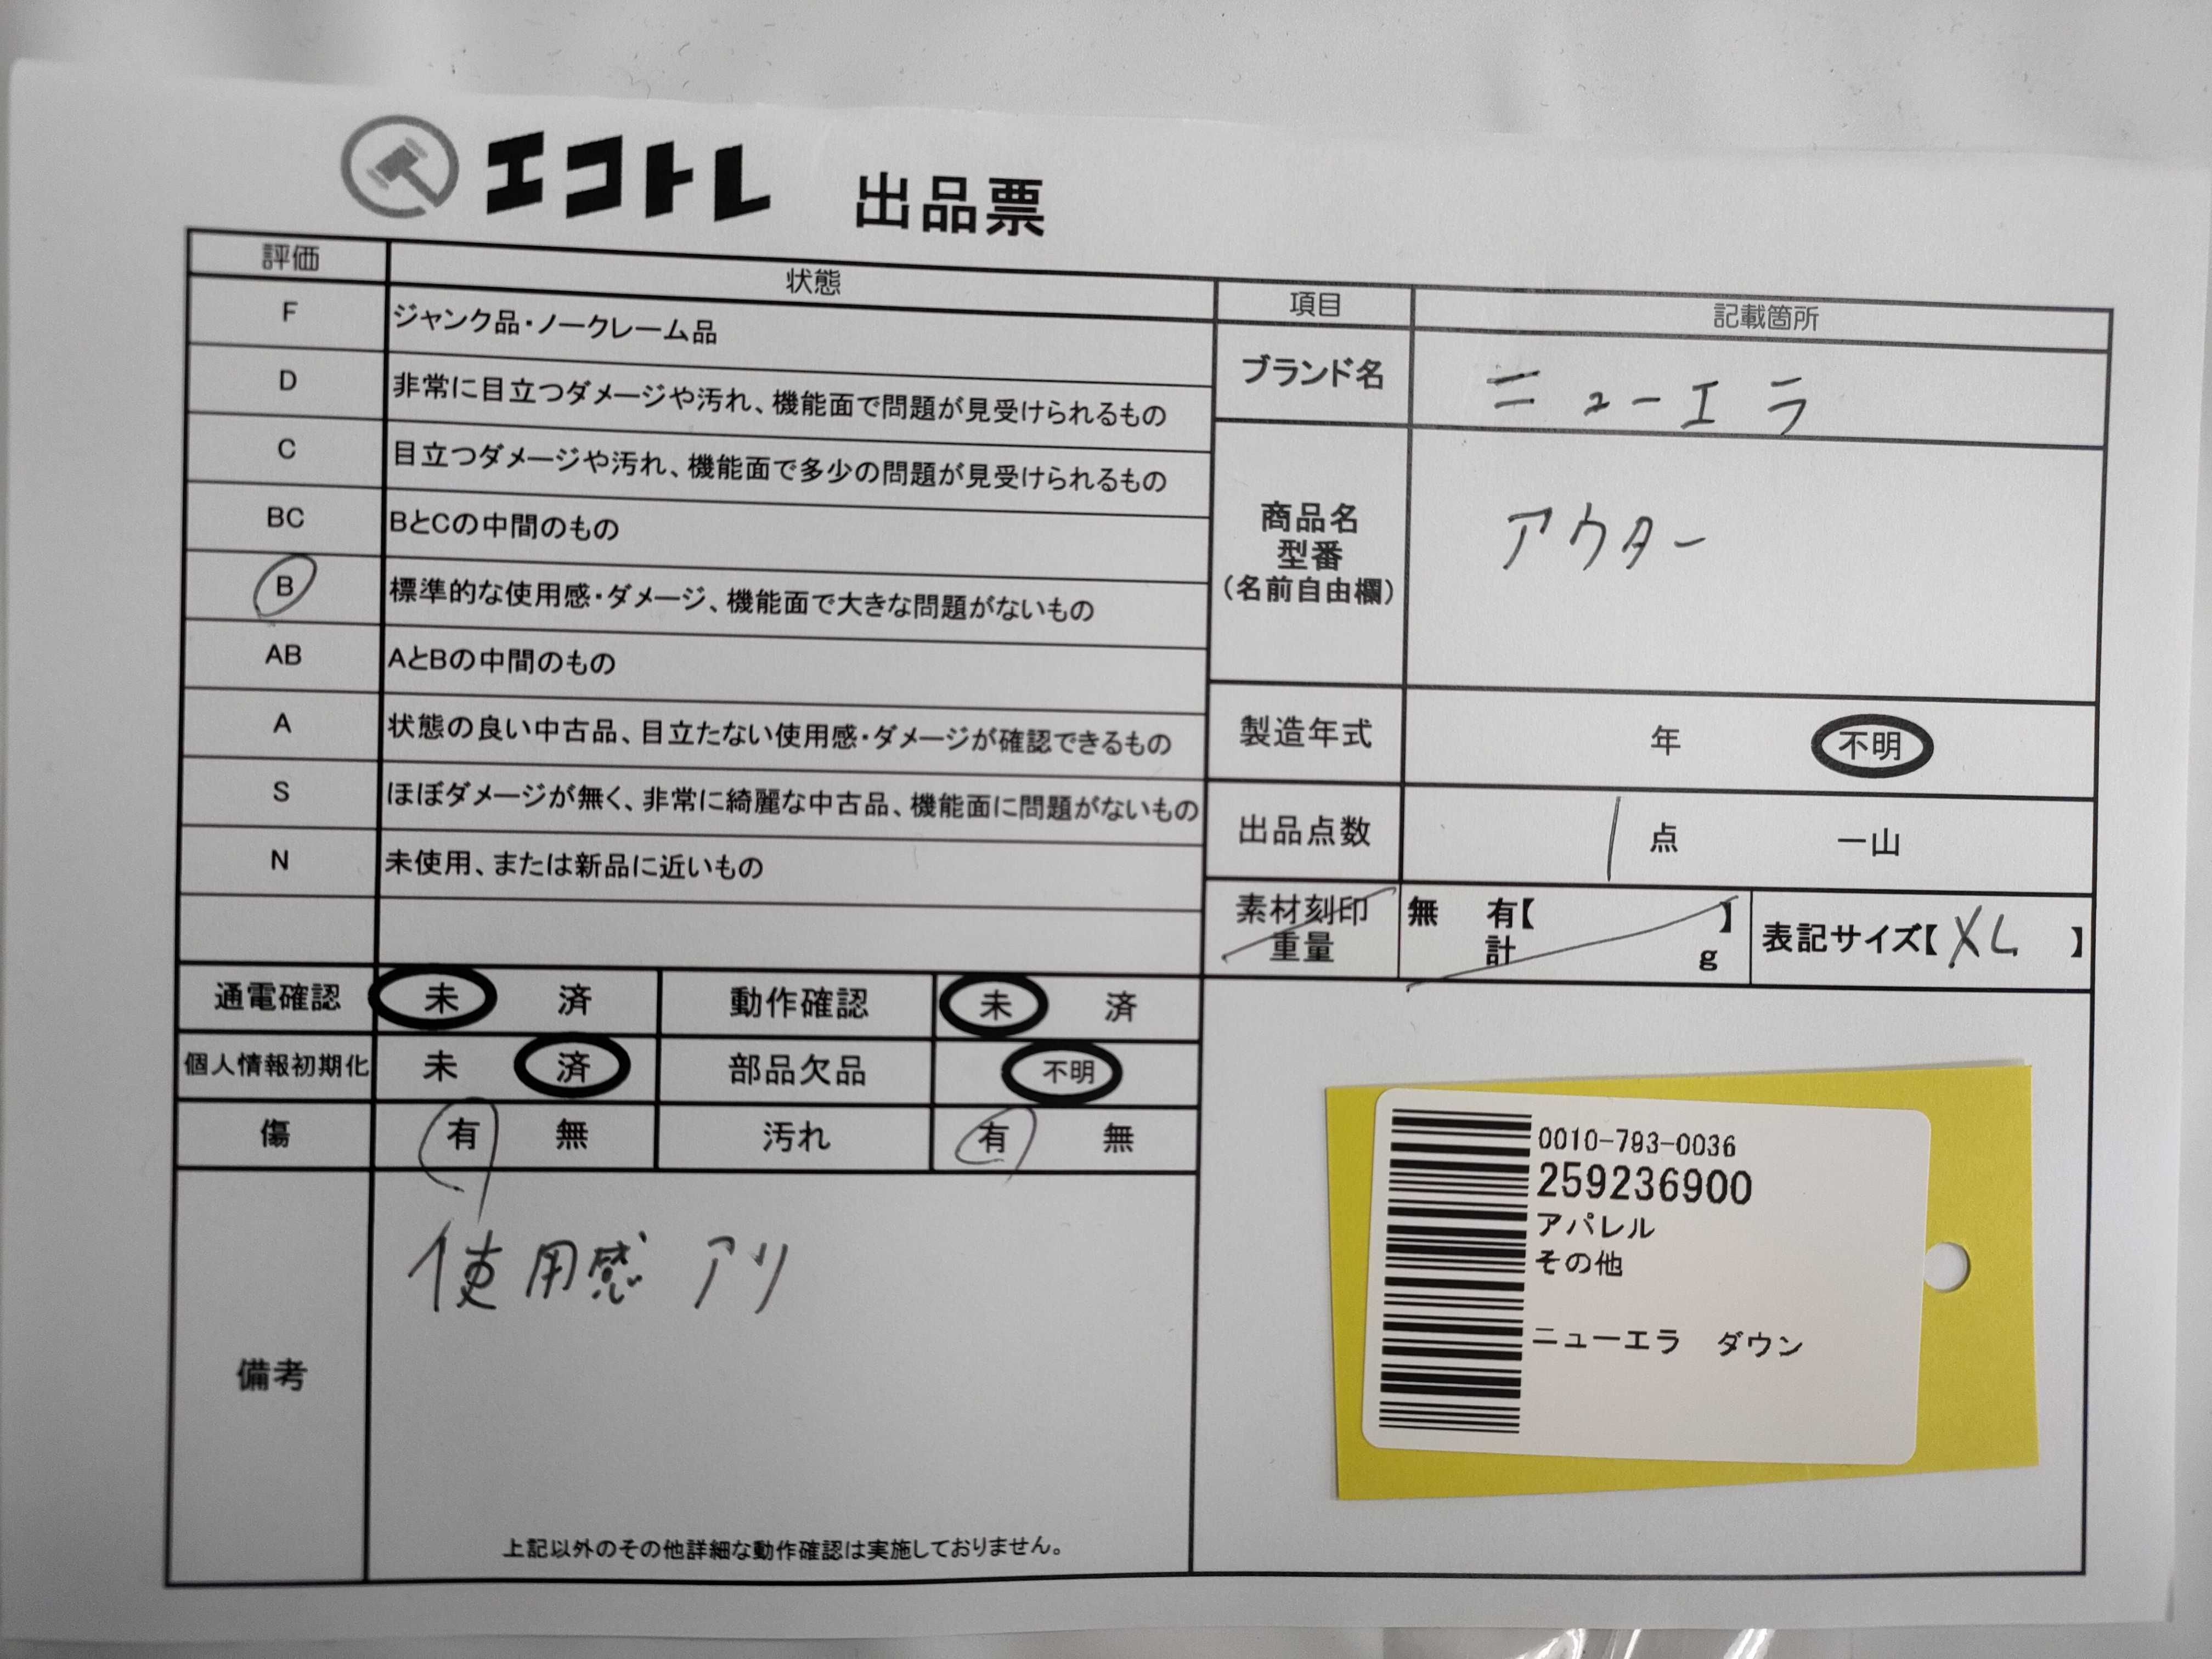 エコトレ 出品票
評価 状態
F ジャンク品・ノークレーム品
D 非常に目立つダメージや汚れ、機能面で問題が見受けられるもの
C 目立つダメージや汚れ、機能面で多少の問題が見受けられるもの
BC BとCの中間のもの
B 標準的な使用感・ダメージ、機能面で大きな問題がないもの
AB AとBの中間のもの
A 状態の良い中古品、目立たない使用感・ダメージが確認できるもの
S ほぼダメージが無く、非常に綺麗な中古品、機能面に問題がないもの
N 未使用、または新品に近いもの
項目 記載箇所
ブランド名 ニューエラ
商品名
型番
(名前自由欄)
アウター
製造年式 年 不明
出品点数 1 点 一山
素材刻印 無 有【 】
重量 計 g
表記サイズ【XL 】
通電確認 未 済 動作確認 未 済
個人情報初期化 未 済 部品欠品 不明
傷 有 無 汚れ 有 無
備考
使用感 アリ
上記以外のその他詳細な動作確認は実施しておりません。
0010-793-0036
259236900
アパレル
その他
ニューエラ ダウン